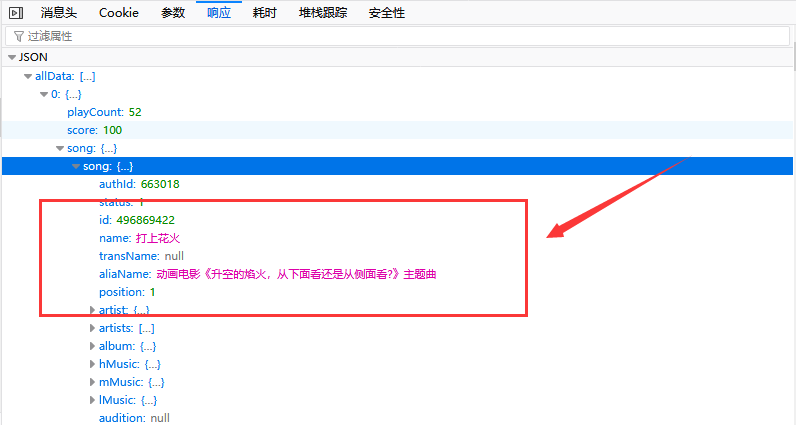 消息头 Cookie 参数 响应 耗时 堆栈跟踪 安全性
过滤属性
JSON
allData: […]
0: {…}
playCount: 52
score: 100
song: {…}
song: {…}
authId: 663018
status: 1
id: 496869422
name: 打上花火
transName: null
aliaName: 动画电影《升空的焰火，从下面看还是从侧面看?》主题曲
position: 1
artist: {…}
artists: […]
album: {…}
hMusic: {…}
mMusic: {…}
lMusic: {…}
audition: null